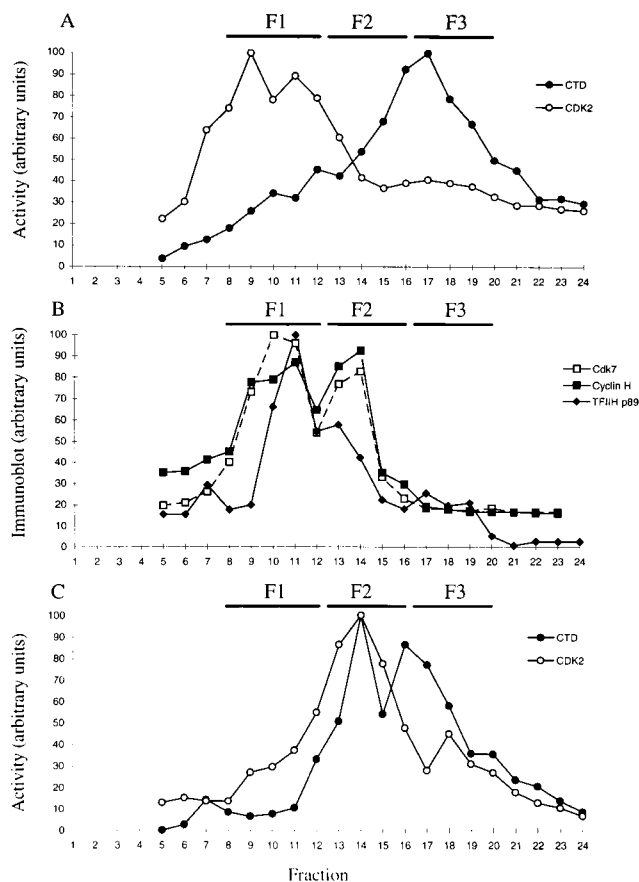 A
F1 F2 F3
Activity (arbitrary units)
100
90
80
70
60
50
40
30
20
10
0
CTD
CDK2
1 2 3 4 5 6 7 8 9 10 11 12 13 14 15 16 17 18 19 20 21 22 23 24
B
F1 F2 F3
Immunoblot (arbitrary units)
100
90
80
70
60
50
40
30
20
10
0
Cdk7
Cyclin H
TFIIH p89
1 2 3 4 5 6 7 8 9 10 11 12 13 14 15 16 17 18 19 20 21 22 23 24
C
F1 F2 F3
Activity (arbitrary units)
100
90
80
70
60
50
40
30
20
10
0
CTD
CDK2
1 2 3 4 5 6 7 8 9 10 11 12 13 14 15 16 17 18 19 20 21 22 23 24
Fraction